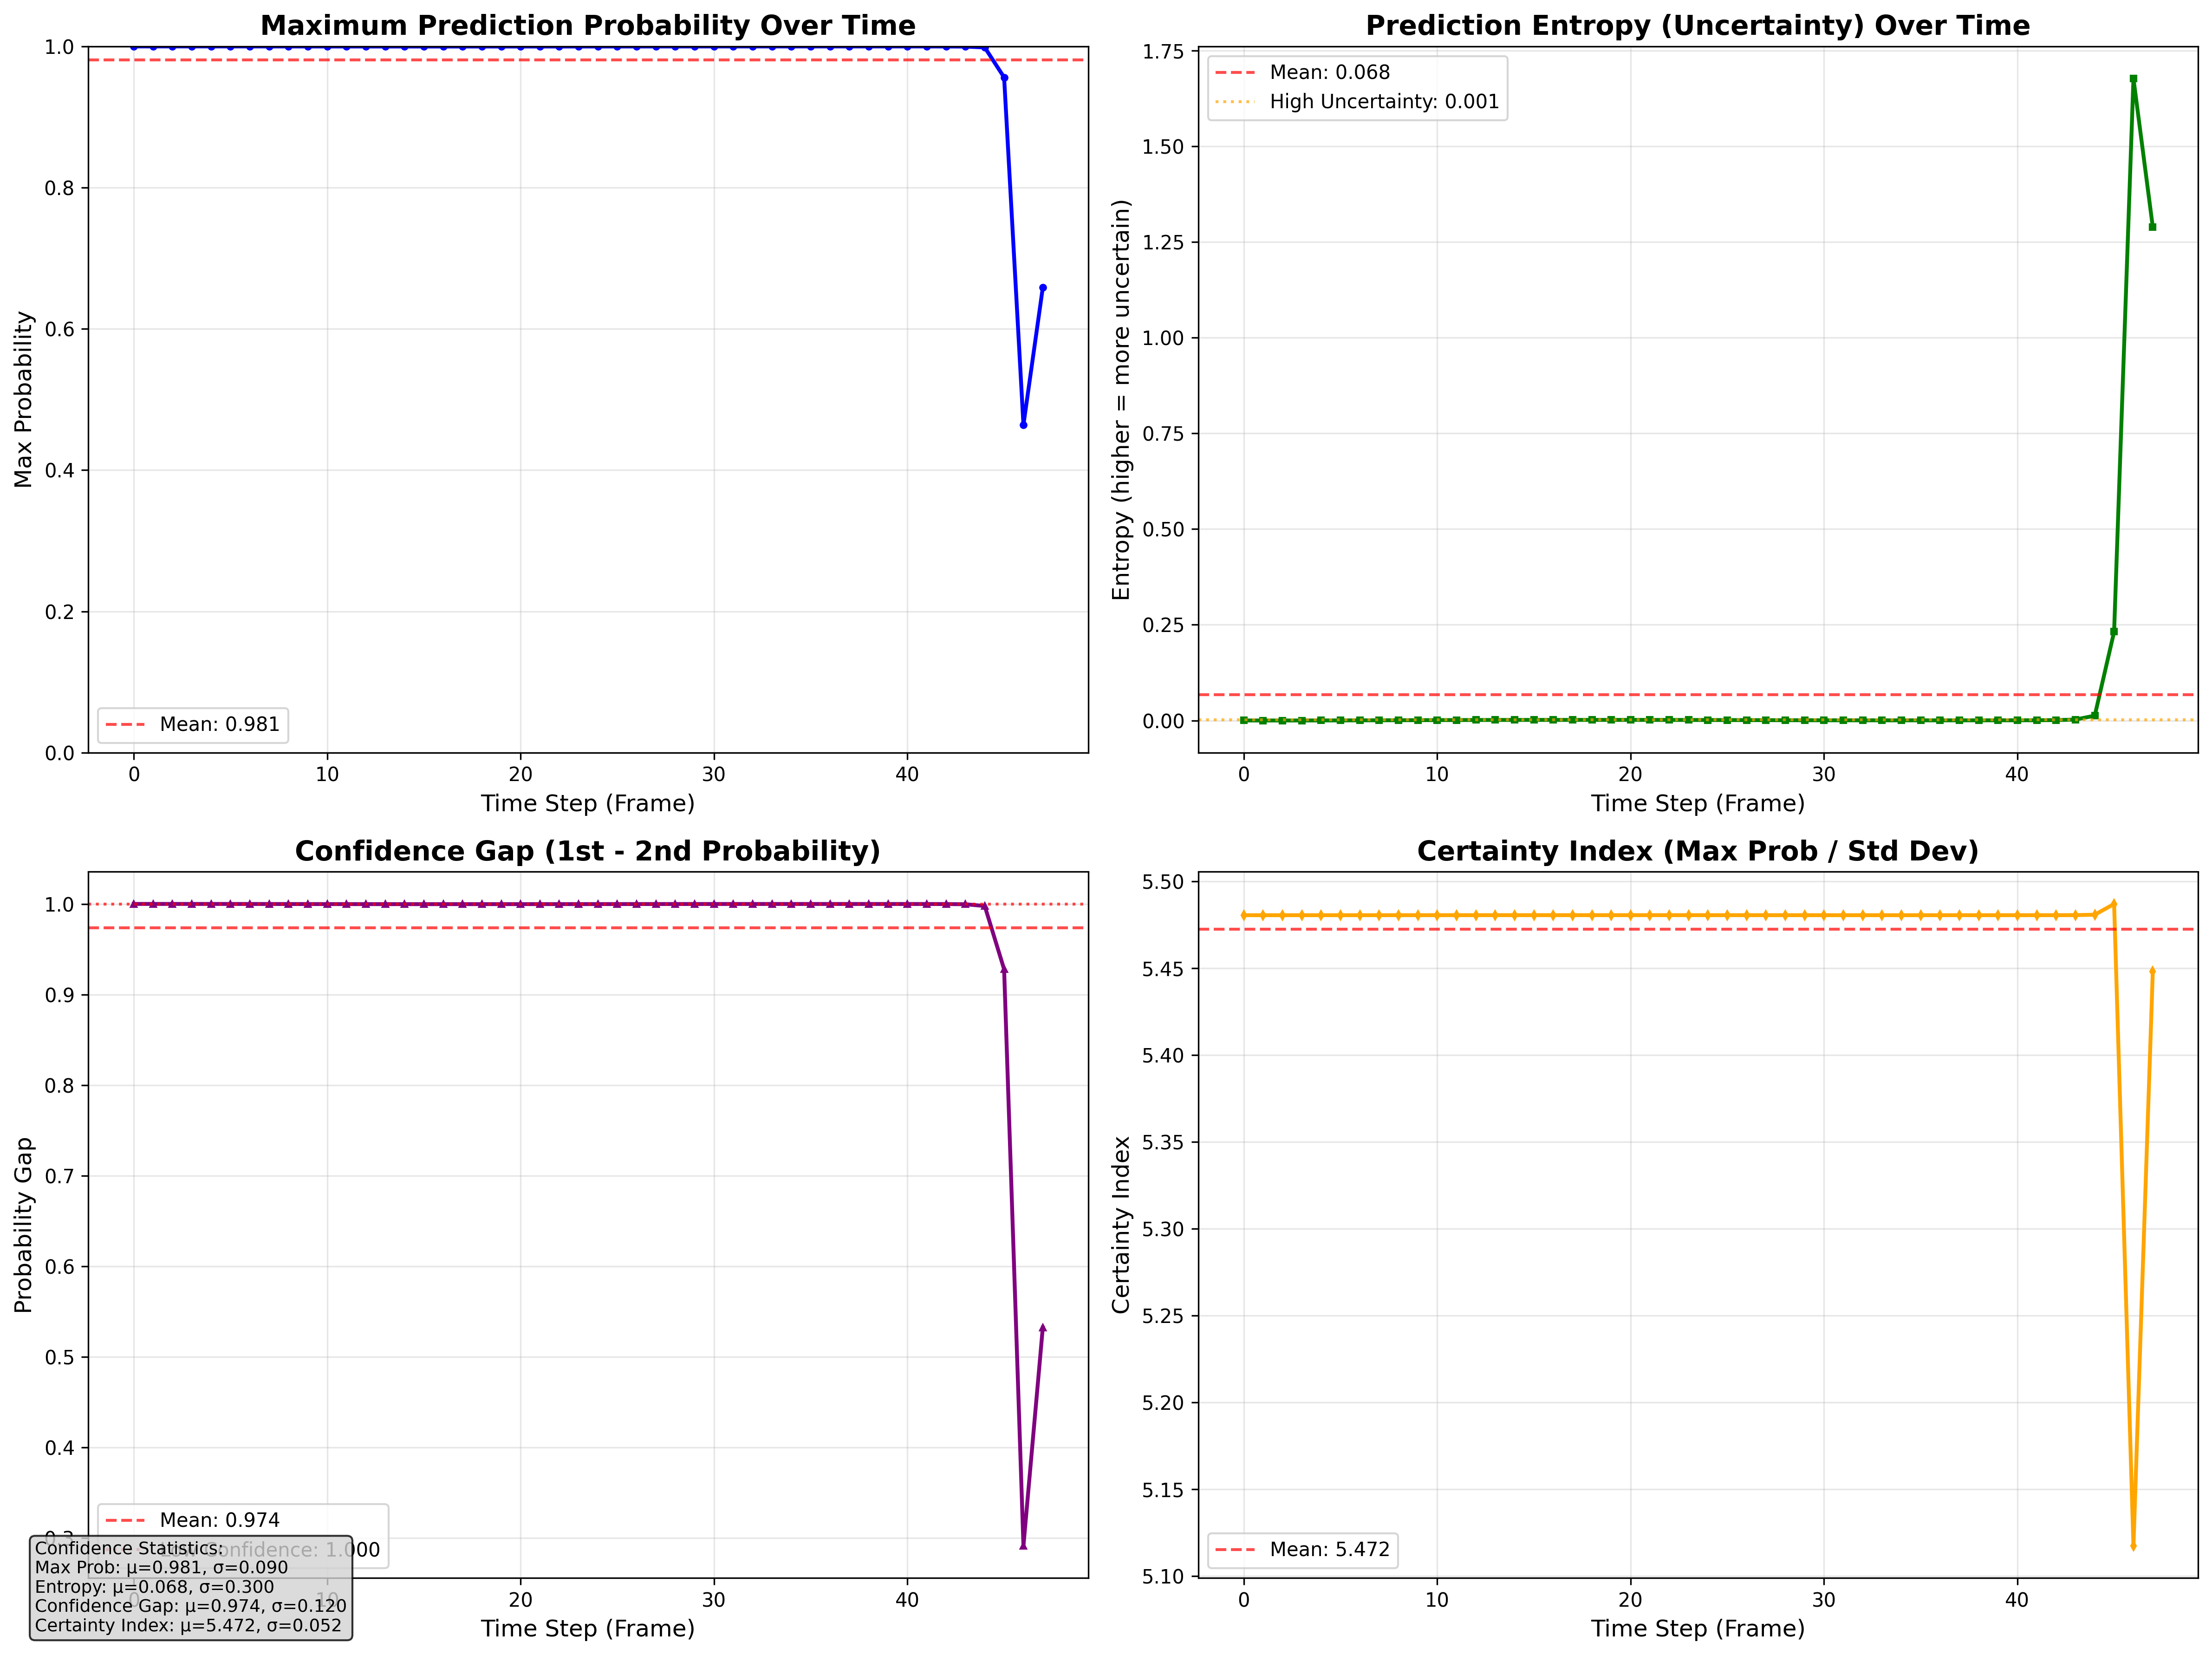 Maximum Prediction Probability Over Time
Max Probability
1.0
0.8
0.6
0.4
0.2
0.0
Mean: 0.981
0 10 20 30 40
Time Step (Frame)
Prediction Entropy (Uncertainty) Over Time
Entropy (higher = more uncertain)
1.75
1.50
1.25
1.00
0.75
0.50
0.25
0.00
Mean: 0.068
High Uncertainty: 0.001
0 10 20 30 40
Time Step (Frame)
Confidence Gap (1st - 2nd Probability)
Probability Gap
1.0
0.9
0.8
0.7
0.6
0.5
0.4
0.3
Mean: 0.974
Low Confidence: 1.000
0 10 20 30 40
Time Step (Frame)
Confidence Statistics:
Max Prob: μ=0.981, σ=0.090
Entropy: μ=0.068, σ=0.300
Confidence Gap: μ=0.974, σ=0.120
Certainty Index: μ=5.472, σ=0.052
Certainty Index (Max Prob / Std Dev)
Certainty Index
5.50
5.45
5.40
5.35
5.30
5.25
5.20
5.15
5.10
Mean: 5.472
0 10 20 30 40
Time Step (Frame)